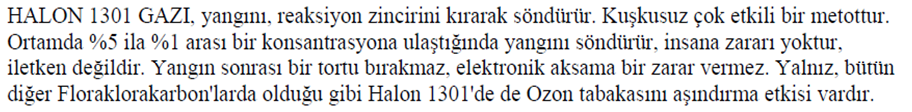 HALON 1301 GAZI, yangını, reaksiyon zincirini kırarak söndürür. Kuşkusuz çok etkili bir metottur.
Ortamda %5 ila %1 arası bir konsantrasyona ulaştığında yangını söndürür, insana zararı yoktur,
iletken değildir. Yangın sonrası bir tortu bırakmaz, elektronik aksama bir zarar vermez. Yalnız, bütün
diğer Floraklorakarbon'larda olduğu gibi Halon 1301'de de Ozon tabakasını aşındırma etkisi vardır.